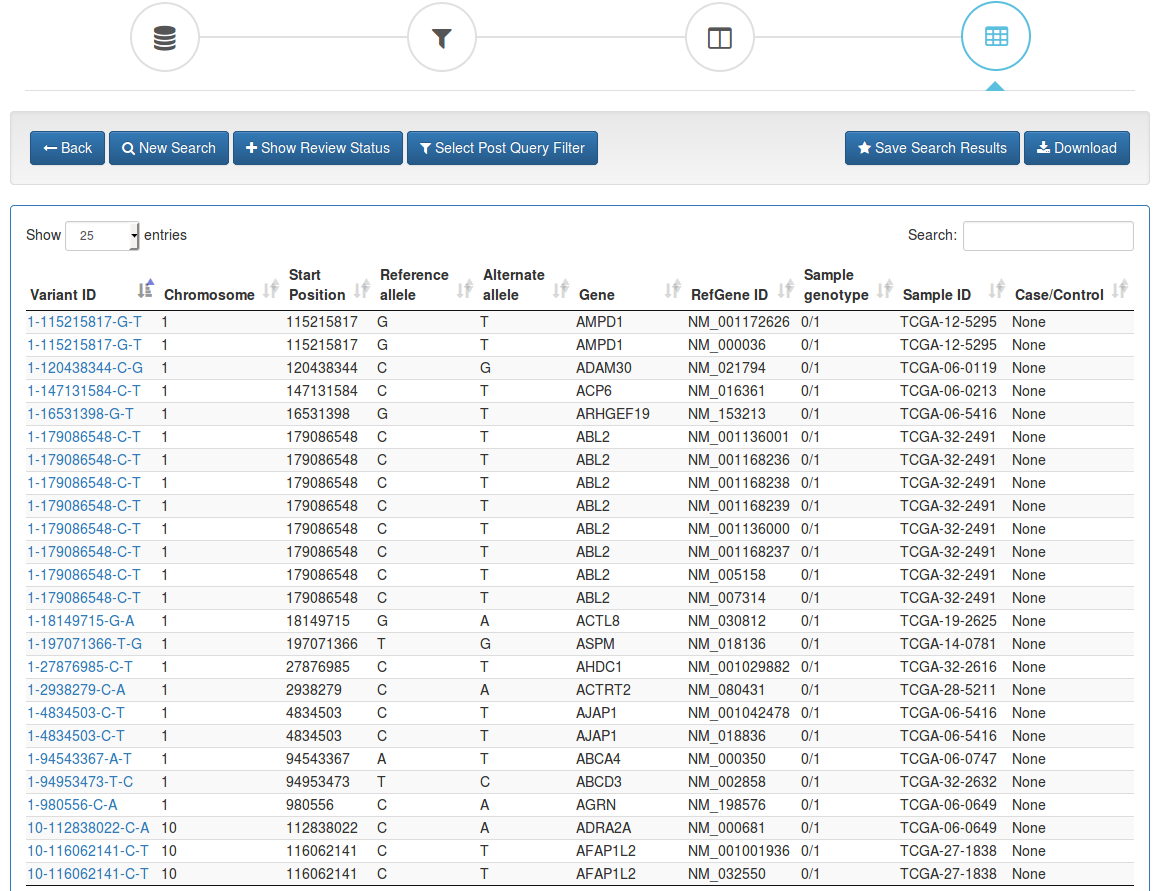 Back New Search Show Review Status Select Post Query Filter Save Search Results Download
Show 25 entries Search:
Variant ID Chromosome Start Position Reference allele Alternate allele Gene RefGene ID Sample genotype Sample ID Case/Control
1-115215817-G-T 1 115215817 G T AMPD1 NM_001172626 0/1 TCGA-12-5295 None
1-115215817-G-T 1 115215817 G T AMPD1 NM_000036 0/1 TCGA-12-5295 None
1-120438344-C-G 1 120438344 C G ADAM30 NM_021794 0/1 TCGA-06-0119 None
1-147131584-C-T 1 147131584 C T ACP6 NM_016361 0/1 TCGA-06-0213 None
1-16531398-G-T 1 16531398 G T ARHGEF19 NM_153213 0/1 TCGA-06-5416 None
1-179086548-C-T 1 179086548 C T ABL2 NM_001136001 0/1 TCGA-32-2491 None
1-179086548-C-T 1 179086548 C T ABL2 NM_001168236 0/1 TCGA-32-2491 None
1-179086548-C-T 1 179086548 C T ABL2 NM_001168238 0/1 TCGA-32-2491 None
1-179086548-C-T 1 179086548 C T ABL2 NM_001168239 0/1 TCGA-32-2491 None
1-179086548-C-T 1 179086548 C T ABL2 NM_001136000 0/1 TCGA-32-2491 None
1-179086548-C-T 1 179086548 C T ABL2 NM_001168237 0/1 TCGA-32-2491 None
1-179086548-C-T 1 179086548 C T ABL2 NM_005158 0/1 TCGA-32-2491 None
1-179086548-C-T 1 179086548 C T ABL2 NM_007314 0/1 TCGA-32-2491 None
1-18149715-G-A 1 18149715 G A ACTL8 NM_030812 0/1 TCGA-19-2625 None
1-197071366-T-G 1 197071366 T G ASPM NM_018136 0/1 TCGA-14-0781 None
1-27876985-C-T 1 27876985 C T AHDC1 NM_001029882 0/1 TCGA-32-2616 None
1-2938279-C-A 1 2938279 C A ACTRT2 NM_080431 0/1 TCGA-28-5211 None
1-4834503-C-T 1 4834503 C T AJAP1 NM_001042478 0/1 TCGA-06-5416 None
1-4834503-C-T 1 4834503 C T AJAP1 NM_018836 0/1 TCGA-06-5416 None
1-94543367-A-T 1 94543367 A T ABCA4 NM_000350 0/1 TCGA-06-0747 None
1-94953473-T-C 1 94953473 T C ABCD3 NM_002858 0/1 TCGA-32-2632 None
1-980556-C-A 1 980556 C A AGRN NM_198576 0/1 TCGA-06-0649 None
10-112838022-C-A 10 112838022 C A ADRA2A NM_000681 0/1 TCGA-06-0649 None
10-116062141-C-T 10 116062141 C T AFAP1L2 NM_001001936 0/1 TCGA-27-1838 None
10-116062141-C-T 10 116062141 C T AFAP1L2 NM_032550 0/1 TCGA-27-1838 None